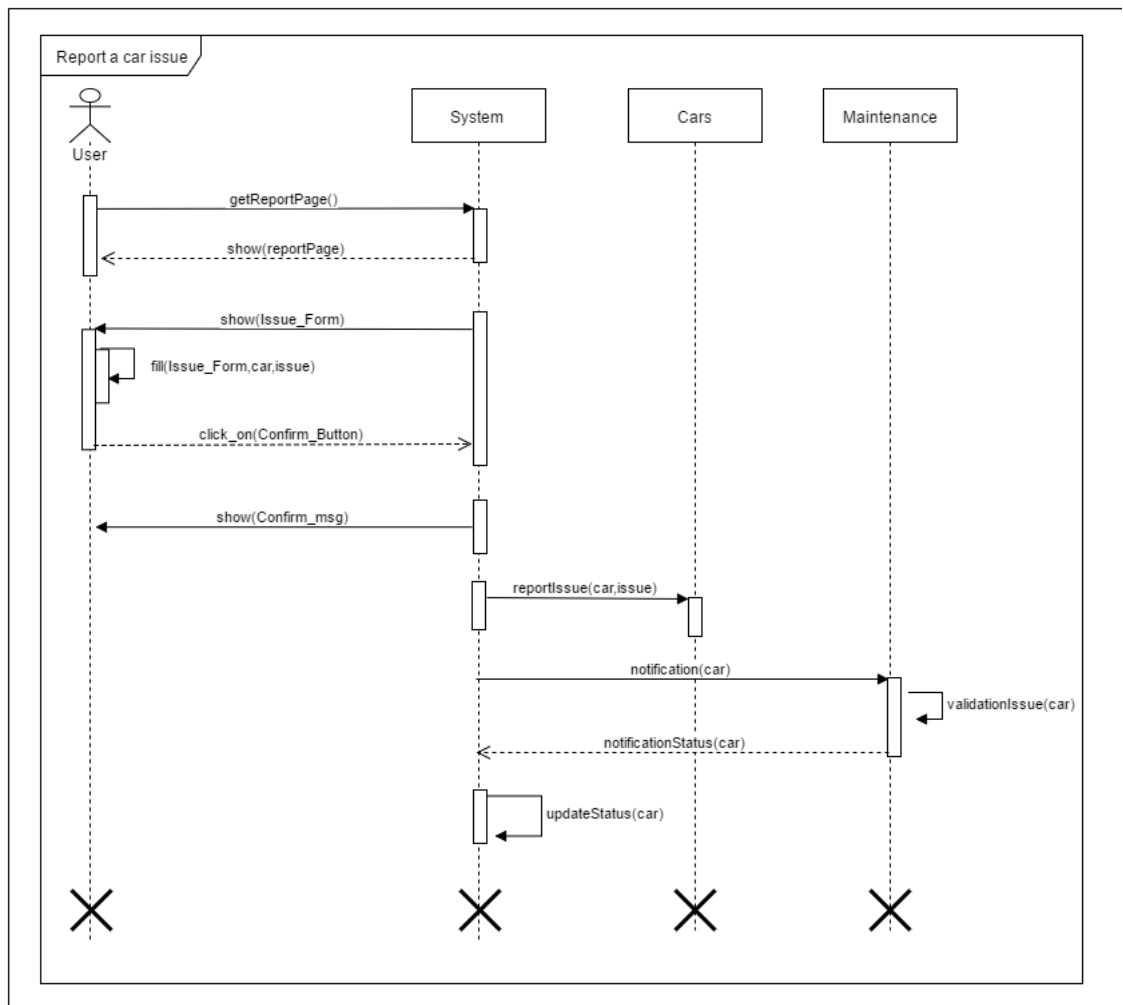 Report a car issue
User
System
Cars
Maintenance
getReportPage()
show(reportPage)
show(Issue_Form)
fill(Issue_Form,car,issue)
click_on(Confirm_Button)
show(Confirm_msg)
reportIssue(car,issue)
notification(car)
validationIssue(car)
notificationStatus(car)
updateStatus(car)